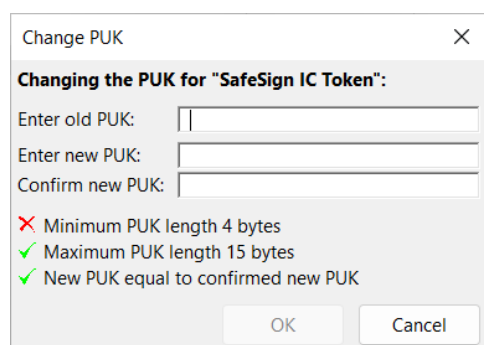 Change PUK
Changing the PUK for "SafeSign IC Token":
Enter old PUK:
Enter new PUK:
Confirm new PUK:
Minimum PUK length 4 bytes
Maximum PUK length 15 bytes
New PUK equal to confirmed new PUK
OK Cancel